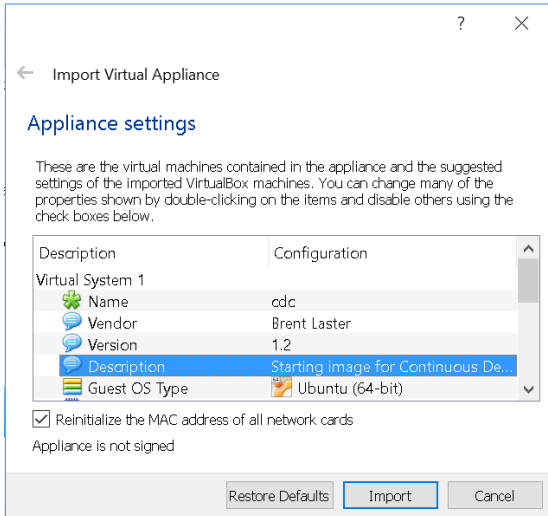 ?
Import Virtual Appliance
Appliance settings
These are the virtual machines contained in the appliance and the suggested
settings of the imported VirtualBox machines. You can change many of the
properties shown by double-clicking on the items and disable others using the
check boxes below.
Description Configuration
Virtual System 1
Name cdc
Vendor Brent Laster
Version 1.2
Description Starting image for Continuous De...
Guest OS Type Ubuntu (64-bit)
Reinitialize the MAC address of all network cards
Appliance is not signed
Restore Defaults Import Cancel